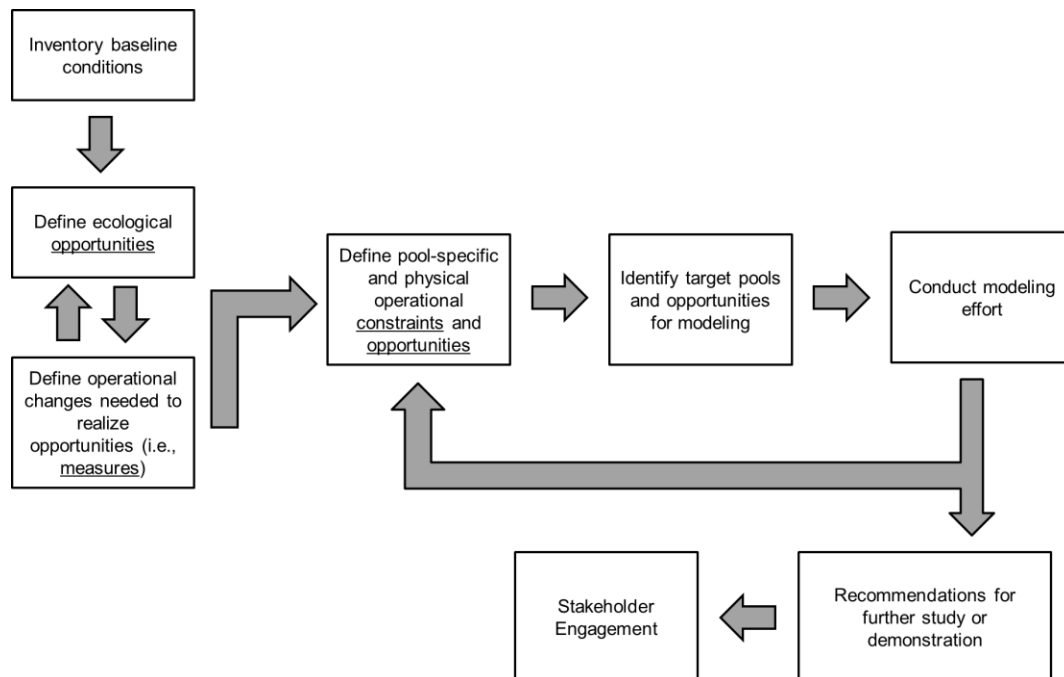 Inventory baseline
conditions
Define ecological
opportunities
Define operational
changes needed to
realize
opportunities (i.e.,
measures)
Define pool-specific
and physical
operational
constraints and
opportunities
Identify target pools
and opportunities
for modeling
Conduct modeling
effort
Recommendations for
further study or
demonstration
Stakeholder
Engagement